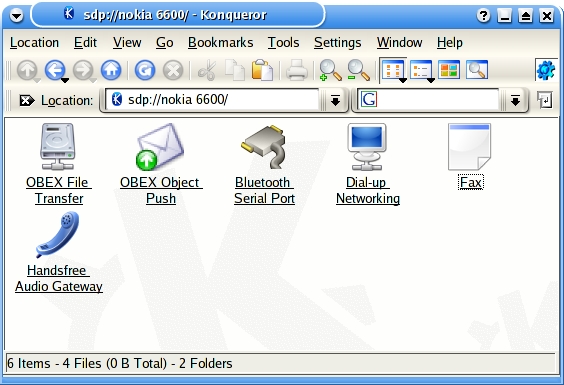 sdp://nokia 6600/ - Konqueror
Location Edit View Go Bookmarks Tools Settings Window Help
Location: sdp://nokia 6600/
OBEX File Transfer
OBEX Object Push
Bluetooth Serial Port
Dial-up Networking
Fax
Handsfree Audio Gateway
6 Items - 4 Files (0 B Total) - 2 Folders